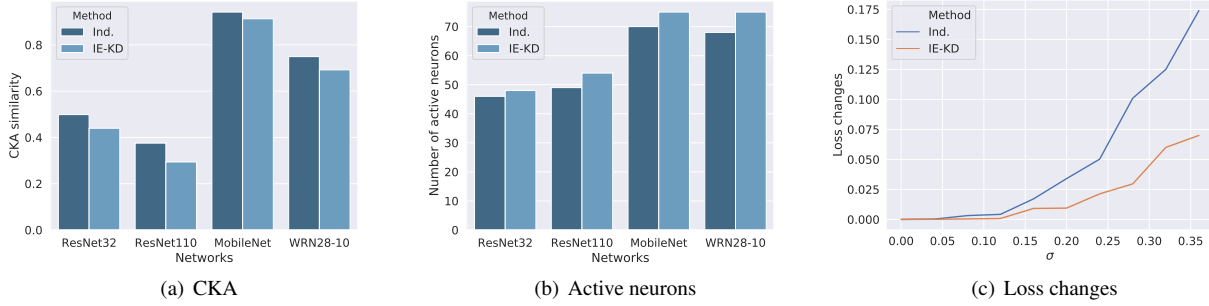 Method
Ind.
IE-KD
CKA similarity
0.8
0.6
0.4
0.2
0.0
ResNet32 ResNet110 MobileNet WRN28-10
Networks
(a) CKA
Method
Ind.
IE-KD
Number of active neurons
70
60
50
40
30
20
10
0
ResNet32 ResNet110 MobileNet WRN28-10
Networks
(b) Active neurons
Method
Ind.
IE-KD
Loss changes
0.175
0.150
0.125
0.100
0.075
0.050
0.025
0.000
0.00 0.05 0.10 0.15 0.20 0.25 0.30 0.35
σ
(c) Loss changes